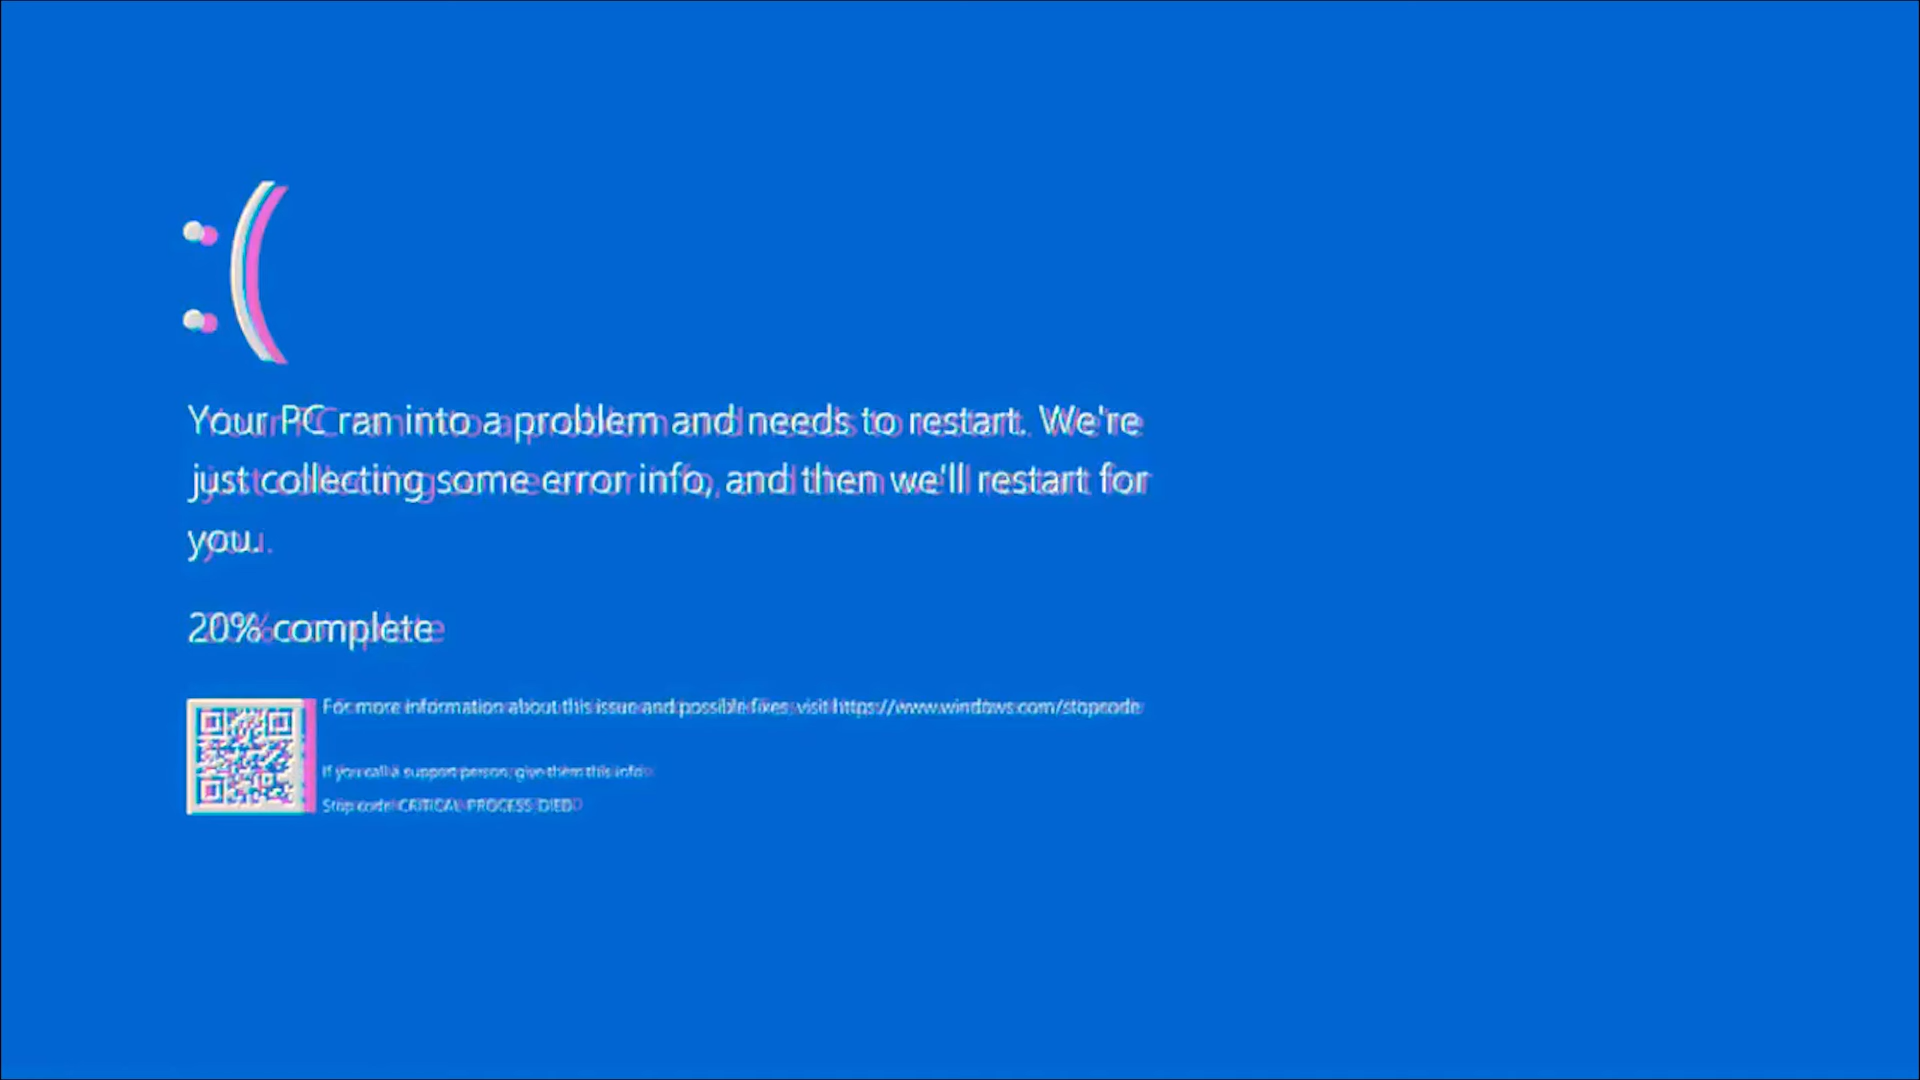 :(
Your PC ran into a problem and needs to restart. We're
just collecting some error info, and then we'll restart for
you.
20% complete
For more information about this issue and possible fixes, visit https://www.windows.com/stopcode
If you call a support person, give them this info:
Stop code: CRITICAL PROCESS DIED